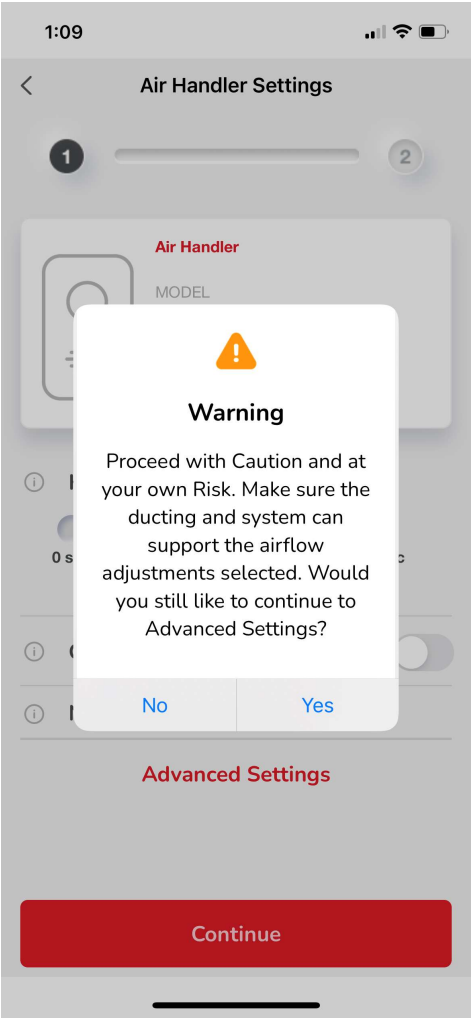 1:09
Air Handler Settings
1
2
Air Handler
MODEL
Warning
Proceed with Caution and at
your own Risk. Make sure the
ducting and system can
support the airflow
adjustments selected. Would
you still like to continue to
Advanced Settings?
0 s
c
No
Yes
Advanced Settings
Continue